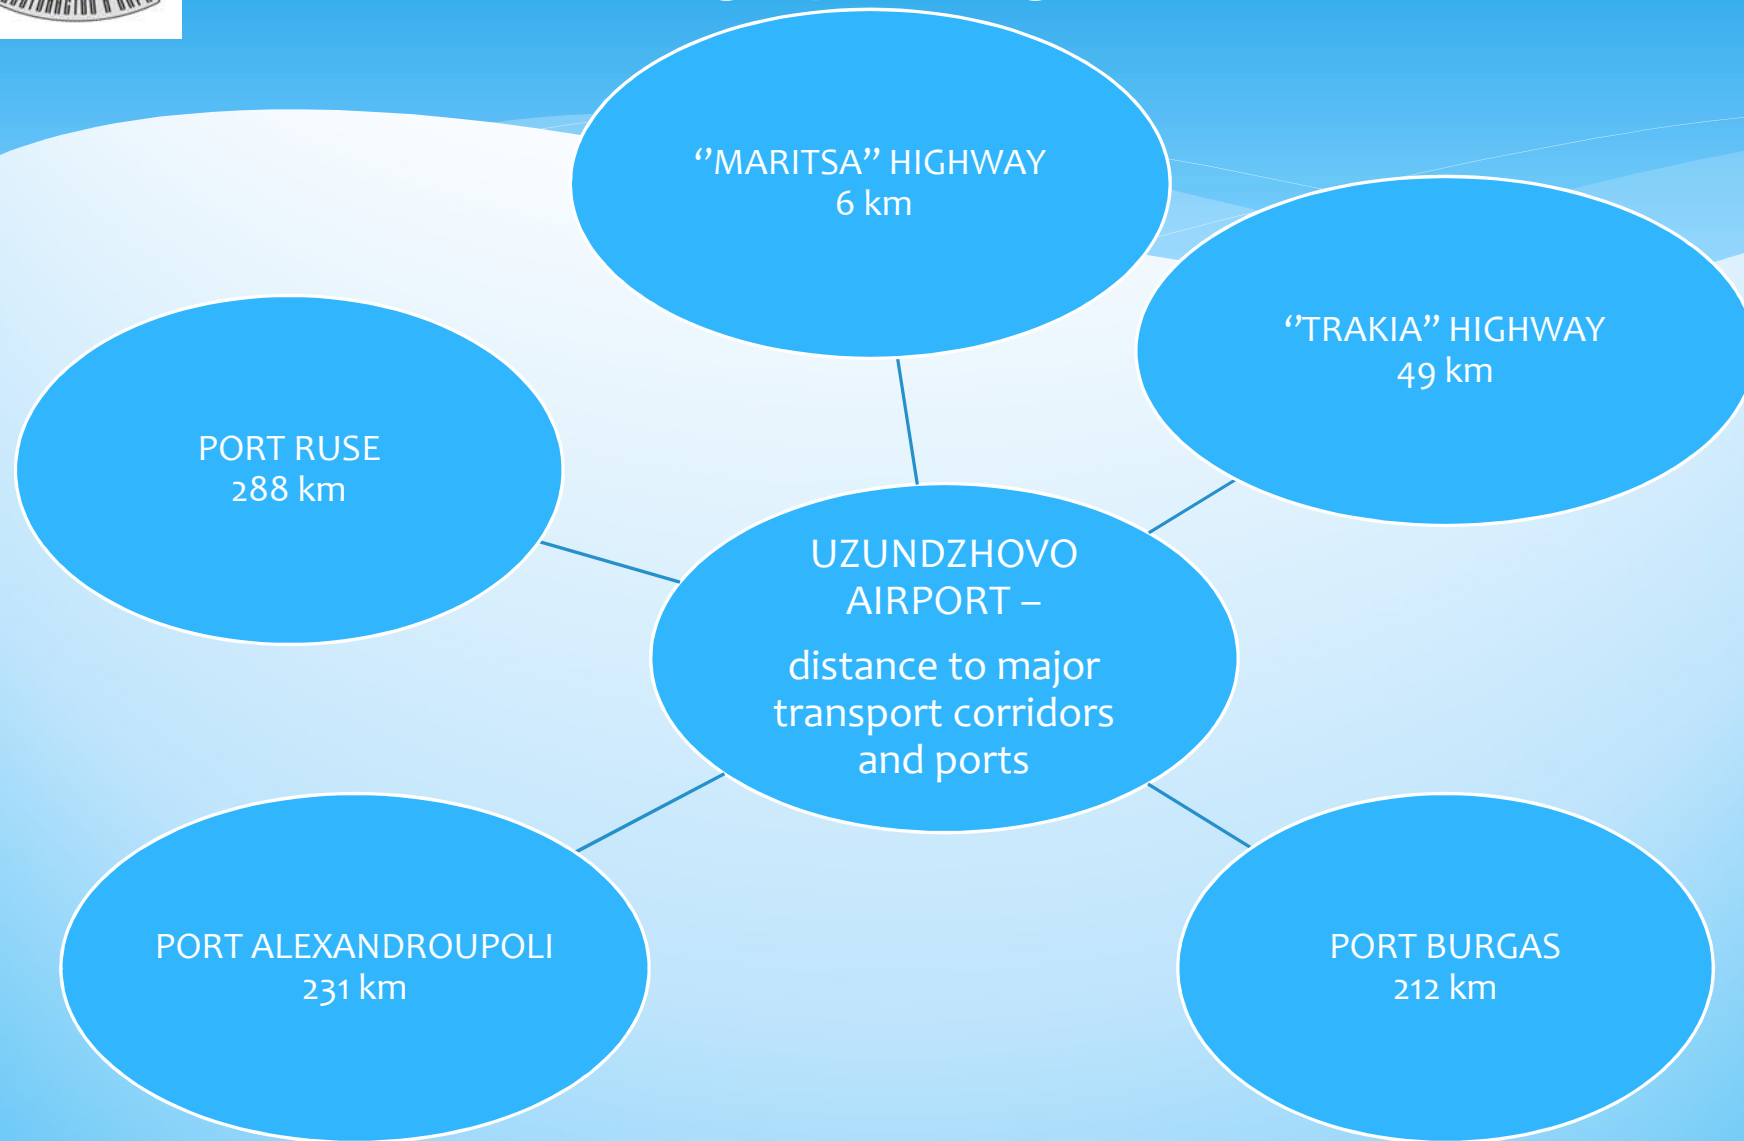 ‘’MARITSA’’ HIGHWAY
6 km
‘’TRAKIA’’ HIGHWAY
49 km
PORT RUSE
288 km
UZUNDZHOVO
AIRPORT –
distance to major
transport corridors
and ports
PORT ALEXANDROUPOLI
231 km
PORT BURGAS
212 km